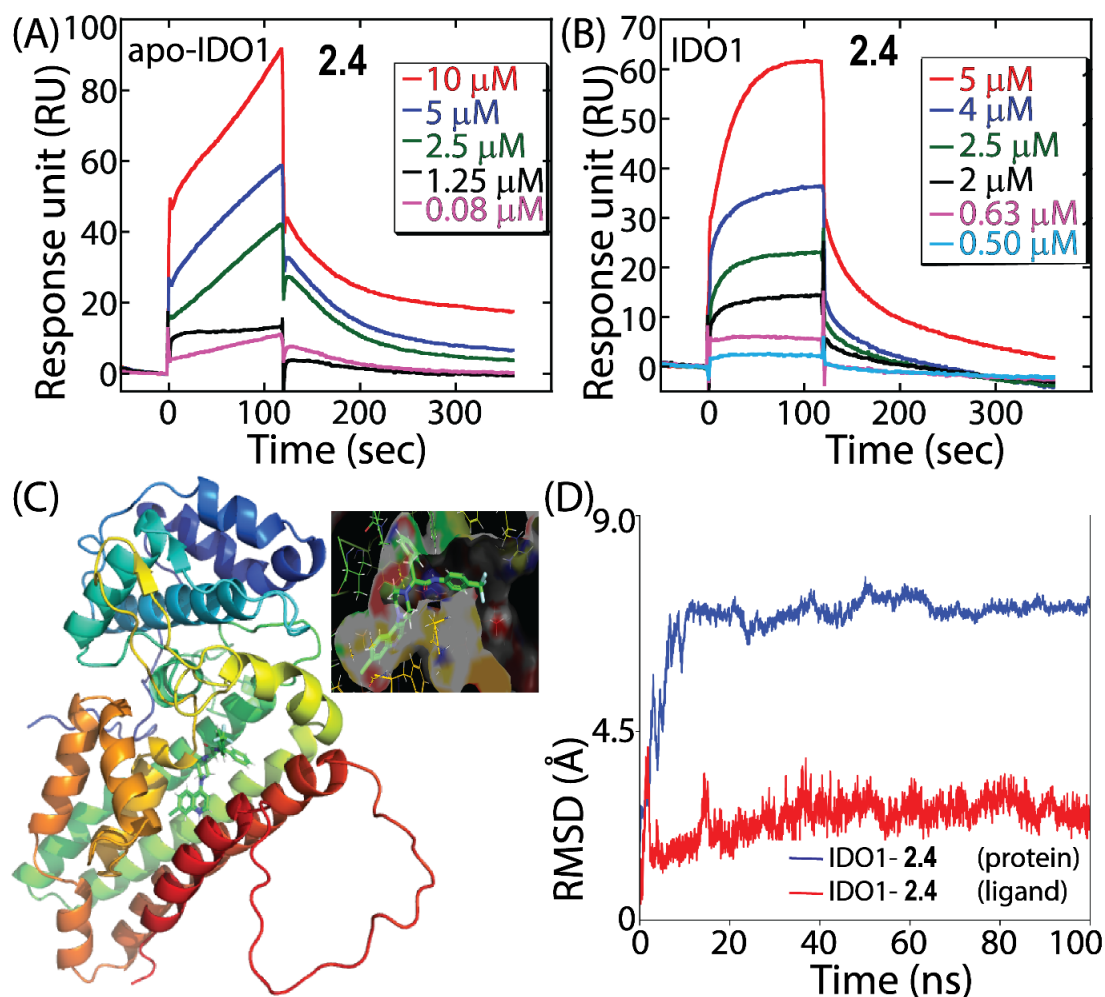 (A)
apo-IDO1
2.4
10 μM
5 μM
2.5 μM
1.25 μM
0.08 μM
Response unit (RU)
100
80
60
40
20
0
0
100
200
300
Time (sec)
(B)
IDO1
2.4
5 μM
4 μM
2.5 μM
2 μM
0.63 μM
0.50 μM
Response unit (RU)
70
60
50
40
30
20
10
0
0
100
200
300
Time (sec)
(C)
(D)
RMSD (Å)
9.0
4.5
0
IDO1-2.4 (protein)
IDO1-2.4 (ligand)
0
20
40
60
80
100
Time (ns)